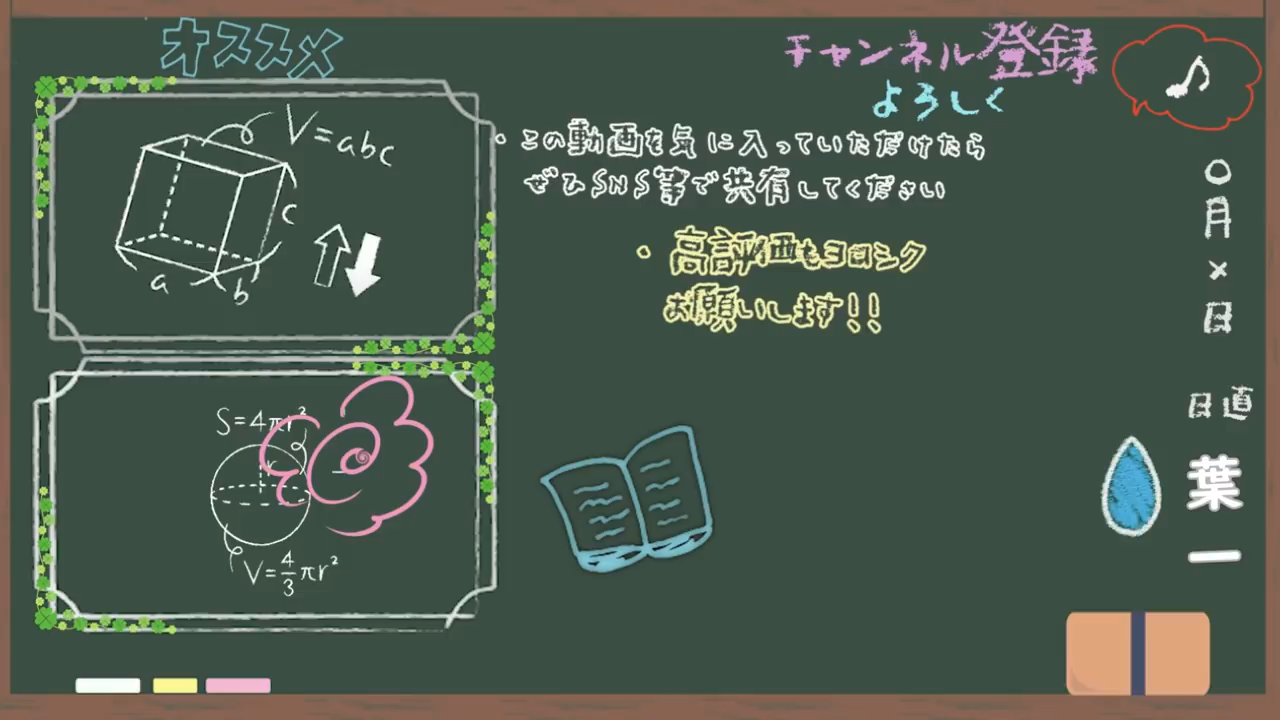 オススメ
チャンネル登録
よろしく
・この動画を気に入っていただけたら
ぜひSNS等で共有してください
・高評価もヨロシク
お願いします!!
V=abc
a
b
c
S=4πr²
r
V=4/3πr²
〇月×日
日直
葉一